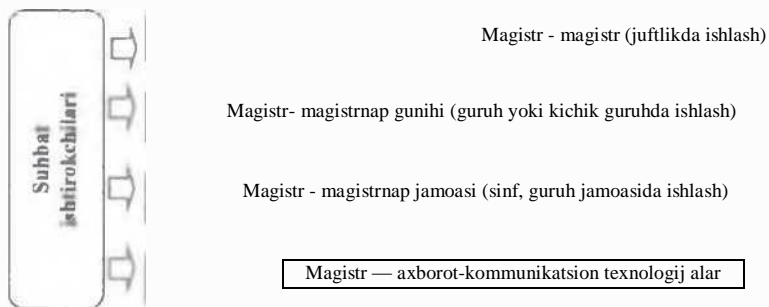 Suhbat
ishtirokchilari
Magistr - magistr (juftlikda ishlash)
Magistr- magistrnap gunihi (guruh yoki kichik guruhda ishlash)
Magistr - magistrnap jamoasi (sinf, guruh jamoasida ishlash)
Magistr — axborot-kommunikatsion texnologij alar